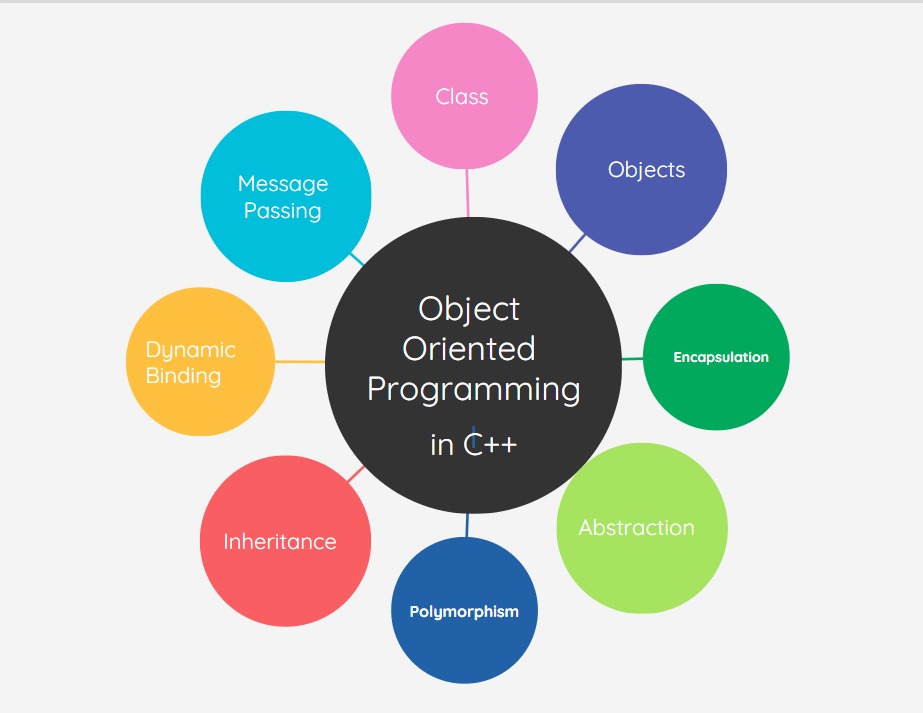 Class
Objects
Message
Passing
Object
Oriented
Programming
in C++
Dynamic
Binding
Encapsulation
Abstraction
Inheritance
Polymorphism